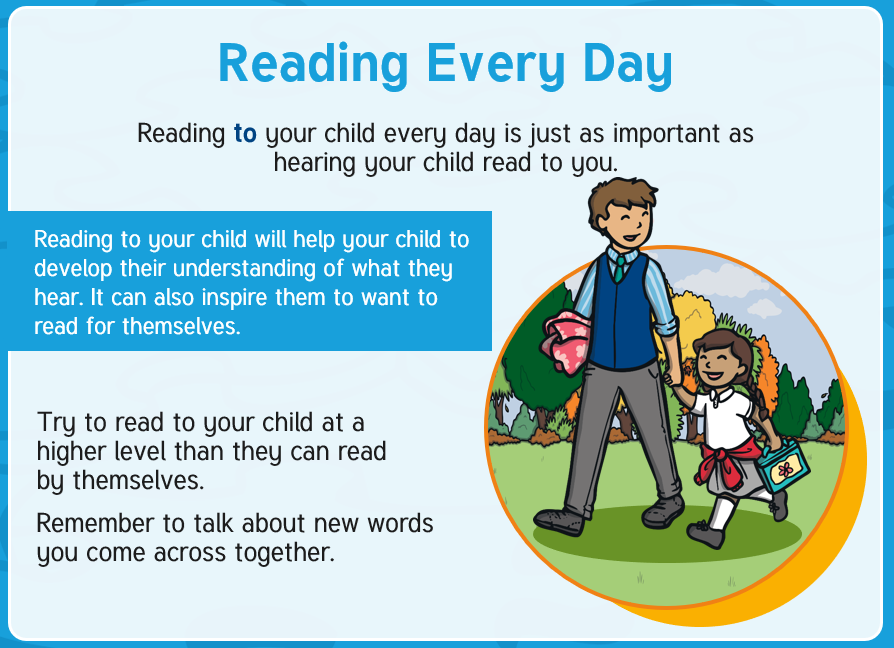 Reading Every Day
Reading to your child every day is just as important as
hearing your child read to you.
Reading to your child will help your child to
develop their understanding of what they
hear. It can also inspire them to want to
read for themselves.
Try to read to your child at a
higher level than they can read
by themselves.
Remember to talk about new words
you come across together.